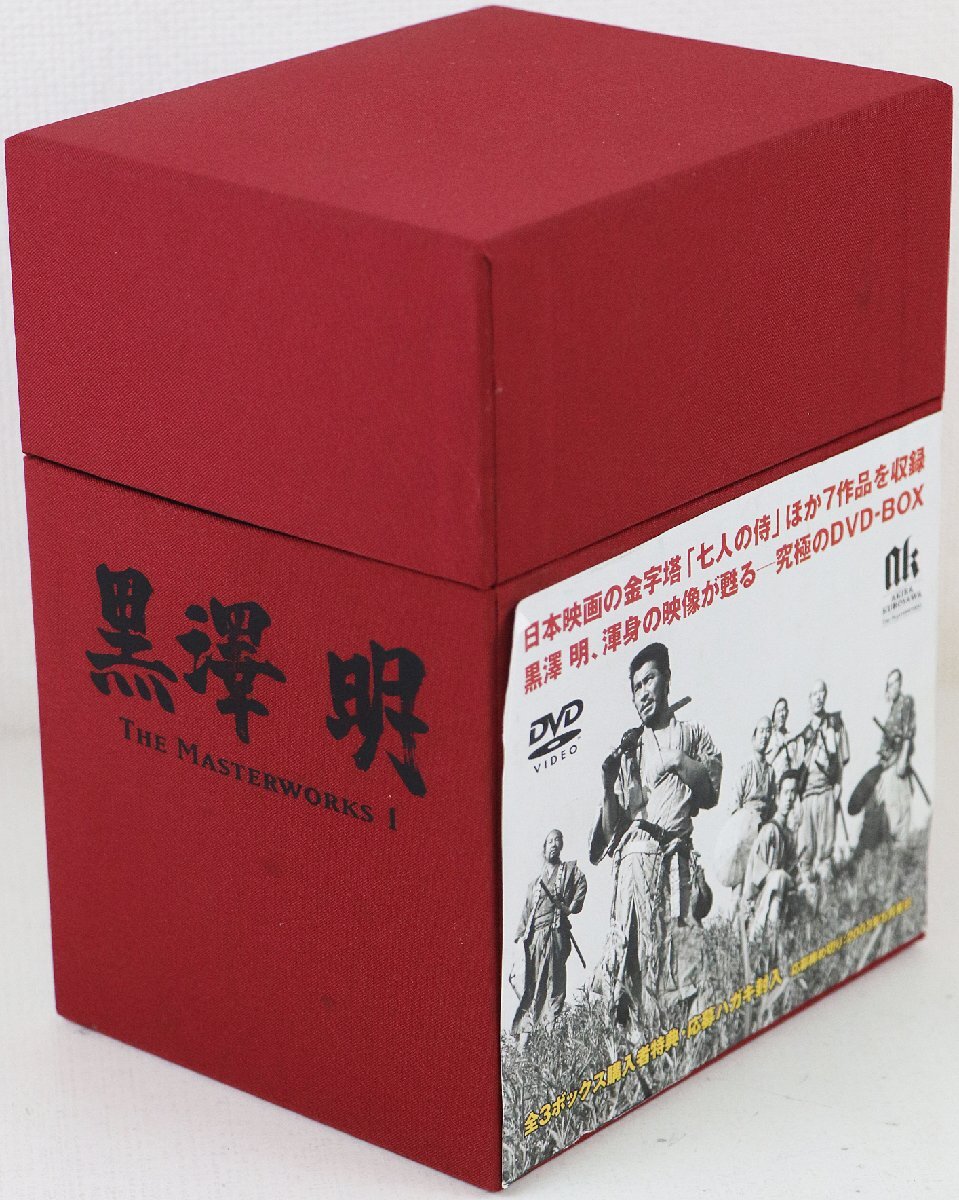 黒澤 明
THE MASTERWORKS 1
日本映画の金字塔「七人の侍」ほか7作品を収録
黒澤 明、渾身の映像が甦る─究極のDVD-BOX
AKIRA
KUROSAWA
DVD
VIDEO
全3ボックス購入者特典・応募ハガキ封入